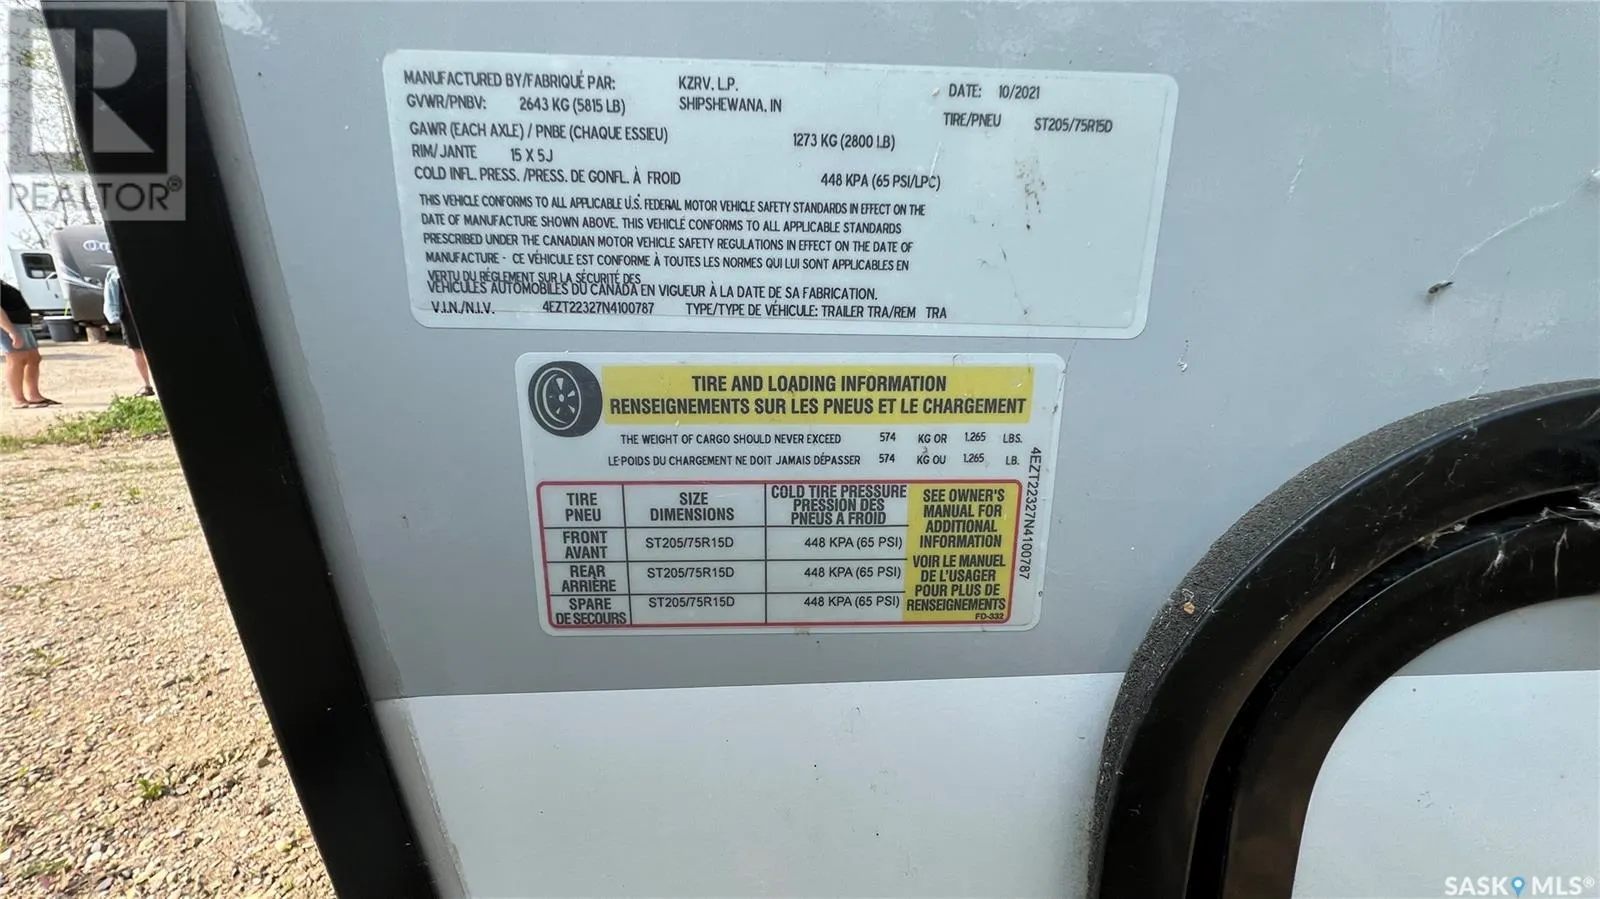 REALTOR®
MANUFACTURED BY/FABRIQUÉ PAR: KZRV, L.P. DATE: 10/2021
GVWR/PNBV: 2643 KG (5815 LB) SHIPSHEWANA, IN TIRE/PNEU ST205/75R15D
GAWR (EACH AXLE) / PNBE (CHAQUE ESSIEU) 1273 KG (2800 LB)
RIM/JANTE 15 X 5J
COLD INFL. PRESS. /PRESS. DE GONFL. À FROID 448 KPA (65 PSI/LPC)
THIS VEHICLE CONFORMS TO ALL APPLICABLE U.S. FEDERAL MOTOR VEHICLE SAFETY STANDARDS IN EFFECT ON THE
DATE OF MANUFACTURE SHOWN ABOVE. THIS VEHICLE CONFORMS TO ALL APPLICABLE STANDARDS
PRESCRIBED UNDER THE CANADIAN MOTOR VEHICLE SAFETY REGULATIONS IN EFFECT ON THE DATE OF
MANUFACTURE - CE VÉHICULE EST CONFORME À TOUTES LES NORMES QUI LUI SONT APPLICABLES EN
VERTU DU RÉGLEMENT SUR LA SÉCURITÉ DES
VÉHICULES AUTOMOBILES DU CANADA EN VIGUEUR À LA DATE DE SA FABRICATION.
V.I.N./N.I.V. 4EZT22327N4100787 TYPE/TYPE DE VÉHICULE: TRAILER TRA/REM TRA
TIRE AND LOADING INFORMATION
RENSEIGNEMENTS SUR LES PNEUS ET LE CHARGEMENT
THE WEIGHT OF CARGO SHOULD NEVER EXCEED 574 KG OR 1,265 LBS.
LE POIDS DU CHARGEMENT NE DOIT JAMAIS DÉPASSER 574 KG OU 1,265 LB.
TIRE
PNEU
SIZE
DIMENSIONS
COLD TIRE PRESSURE
PRESSION DES
PNEUS A FROID
FRONT
AVANT
ST205/75R15D 448 KPA (65 PSI)
REAR
ARRIÈRE
ST205/75R15D 448 KPA (65 PSI)
SPARE
DE SECOURS
ST205/75R15D 448 KPA (65 PSI)
SEE OWNER'S
MANUAL FOR
ADDITIONAL
INFORMATION
VOIR LE MANUEL
DE L'USAGER
POUR PLUS DE
RENSEIGNEMENTS
FD-332
4EZT22327N4100787
SASK MLS®